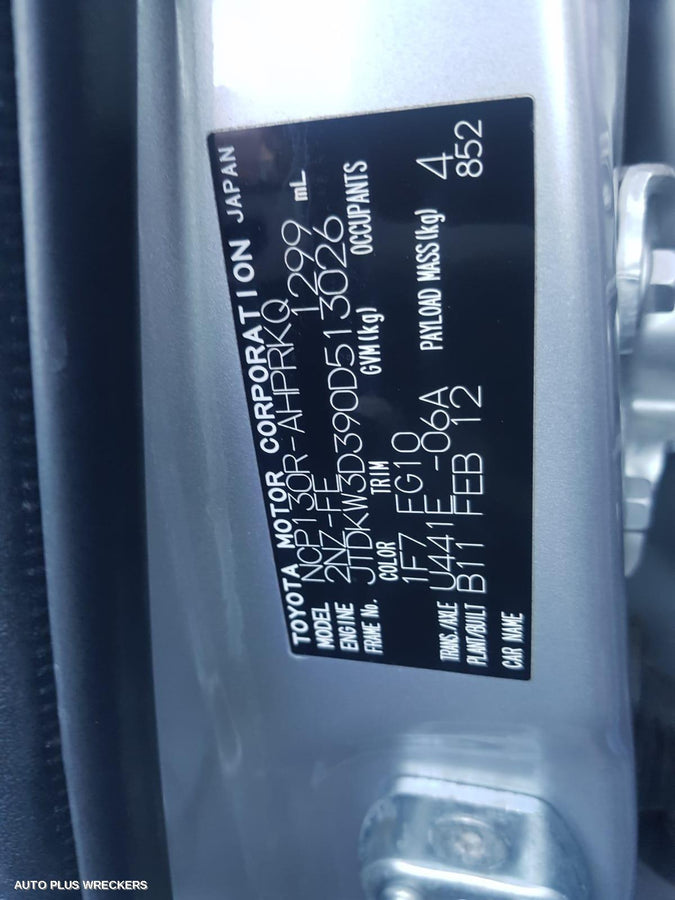 TOYOTA MOTOR CORPORATION JAPAN
MODEL NCP130R-AHPRKQ
ENGINE 2NZ-FE 1299 mL
FRAME No. JTDKW3D390D513026
COLOR TRIM GVM(kg) OCCUPANTS
1F7 FG10 4
TRANS./AXLE U441E -06A PAYLOAD MASS(kg) 852
PLANT/BUILT B11 FEB 12
CAR NAME
AUTO PLUS WRECKERS